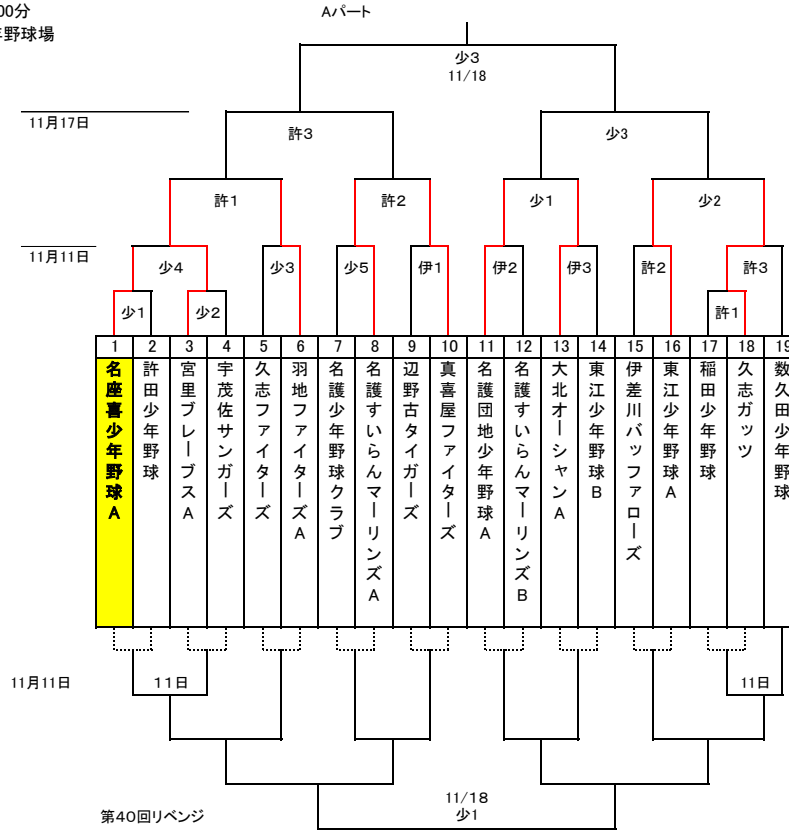 00分
Aパート
年野球場
少3
11/18
11月17日
許3
少3
許1
許2
少1
少2
11月11日
少4
少3
少5
伊1
伊2
伊3
許2
許3
少1
少2
許1
1 2 3 4 5 6 7 8 9 10 11 12 13 14 15 16 17 18 19
名座喜少年野球A
許田少年野球
宮里ブレーブスA
宇茂佐サンガーズ
久志ファイターズ
羽地ファイターズA
名護少年野球クラブ
名護すいらんマーリンズA
辺野古タイガーズ
真喜屋ファイターズ
名護団地少年野球A
名護すいらんマーリンズB
大北オーシャンA
東江少年野球B
伊差川バッファローズ
東江少年野球A
稲田少年野球
久志ガッツ
数久田少年野球
11月11日
11日
11日
11/18
第40回リベンジ
少1